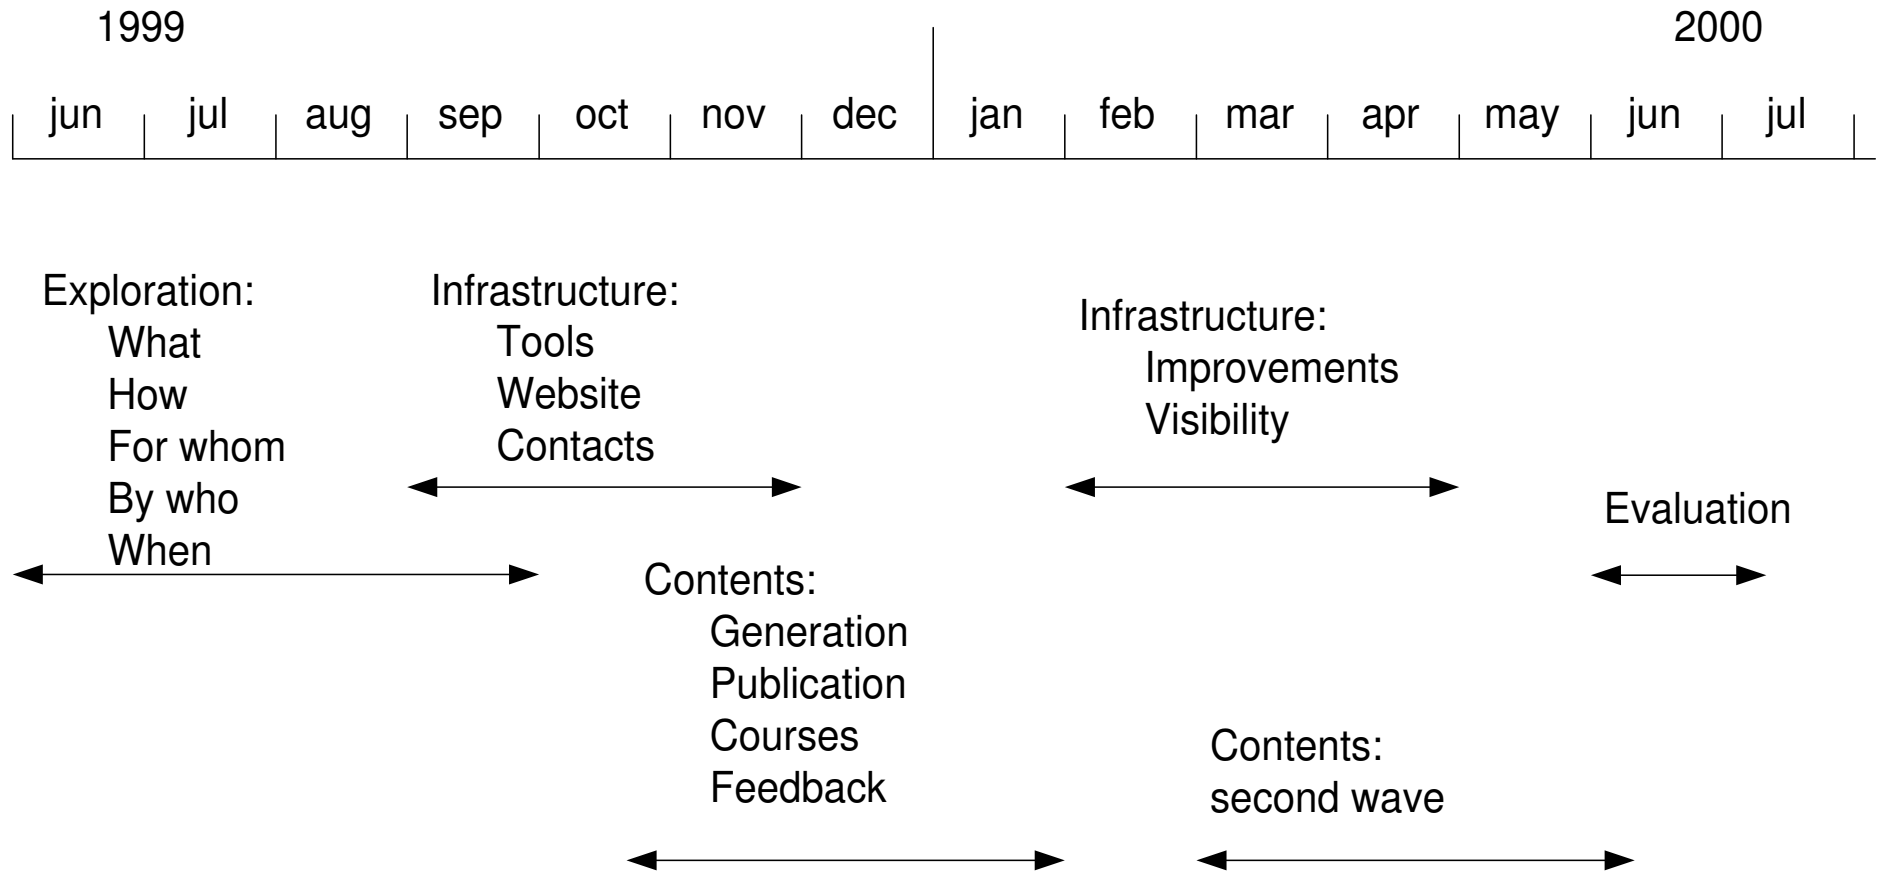 1999 2000
jun jul aug sep oct nov dec jan feb mar apr may jun jul
Exploration:
What
How
For whom
By who
When
Infrastructure:
Tools
Website
Contacts
Contents:
Generation
Publication
Courses
Feedback
Infrastructure:
Improvements
Visibility
Contents:
second wave
Evaluation